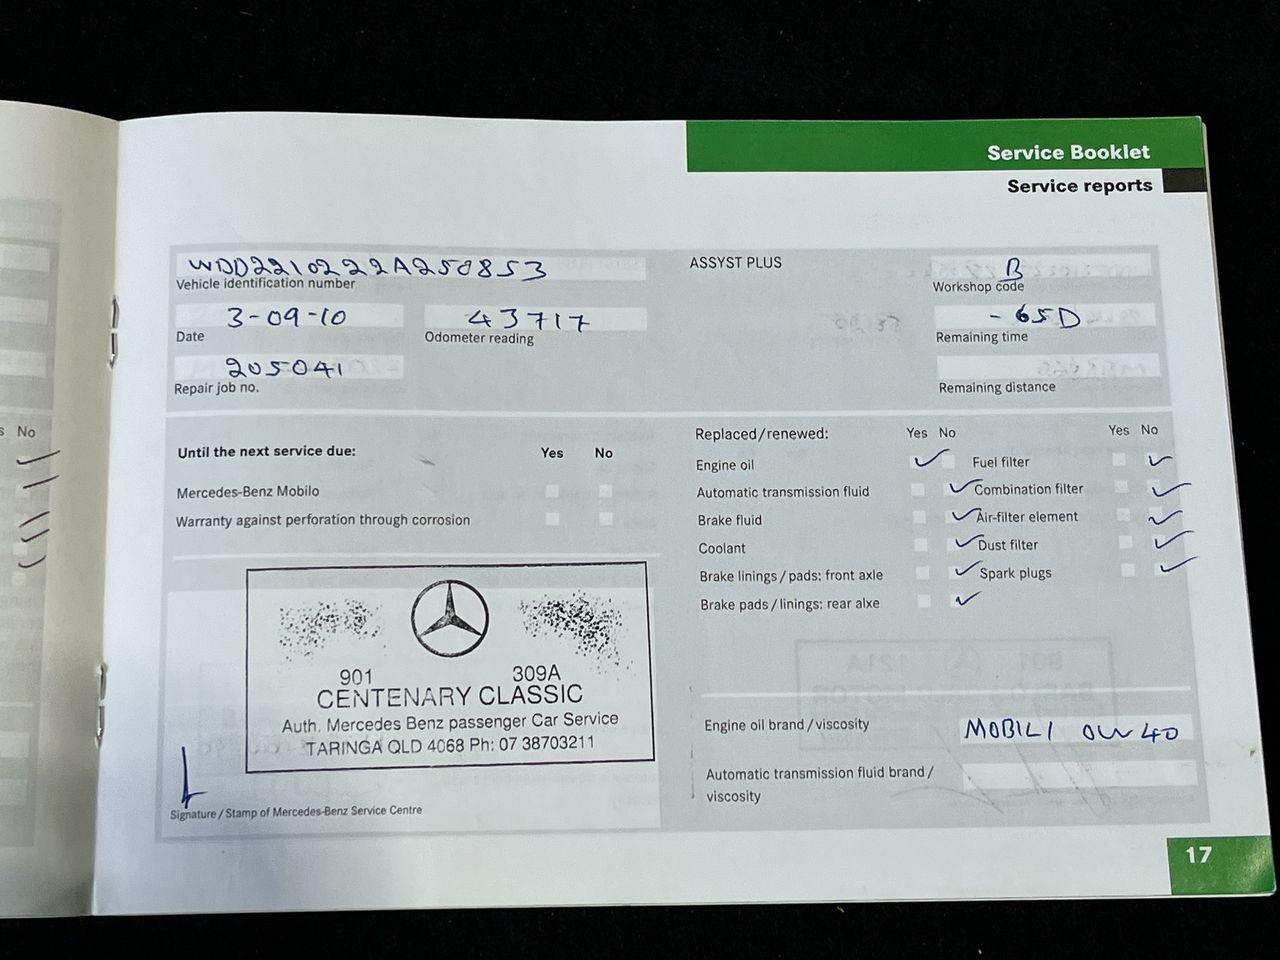 Service Booklet
Service reports
WDD2210222A250853
Vehicle identification number
ASSYST PLUS
B
Workshop code
3-09-10
Date
43717
Odometer reading
-65D
Remaining time
205041
Repair job no.
Remaining distance
Until the next service due: Yes No
Mercedes-Benz Mobilo
Warranty against perforation through corrosion
Replaced/renewed: Yes No Yes No
Engine oil Fuel filter
Automatic transmission fluid Combination filter
Brake fluid Air-filter element
Coolant Dust filter
Brake linings/pads: front axle Spark plugs
Brake pads/linings: rear alxe
901 309A
CENTENARY CLASSIC
Auth. Mercedes Benz passenger Car Service
TARINGA QLD 4068 Ph: 07 38703211
Signature/Stamp of Mercedes-Benz Service Centre
Engine oil brand/viscosity MOBIL1 0W40
Automatic transmission fluid brand/
viscosity
17
s No